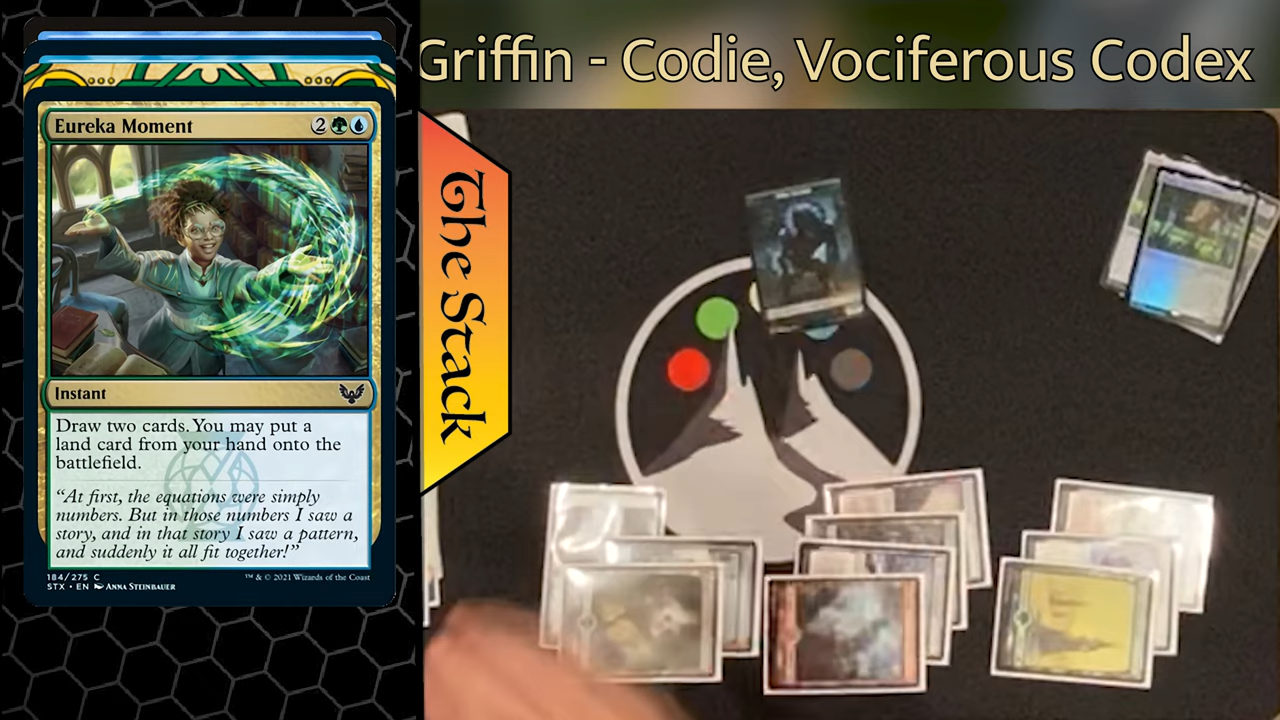 Griffin - Codie, Vociferous Codex
Eureka Moment 2
The Stack
Instant
Draw two cards. You may put a
land card from your hand onto the
battlefield.
“At first, the equations were simply
numbers. But in those numbers I saw a
story, and in that story I saw a pattern,
and suddenly it all fit together!”
184/275 C
STX • EN Anna Steinbauer
™ & © 2021 Wizards of the Coast